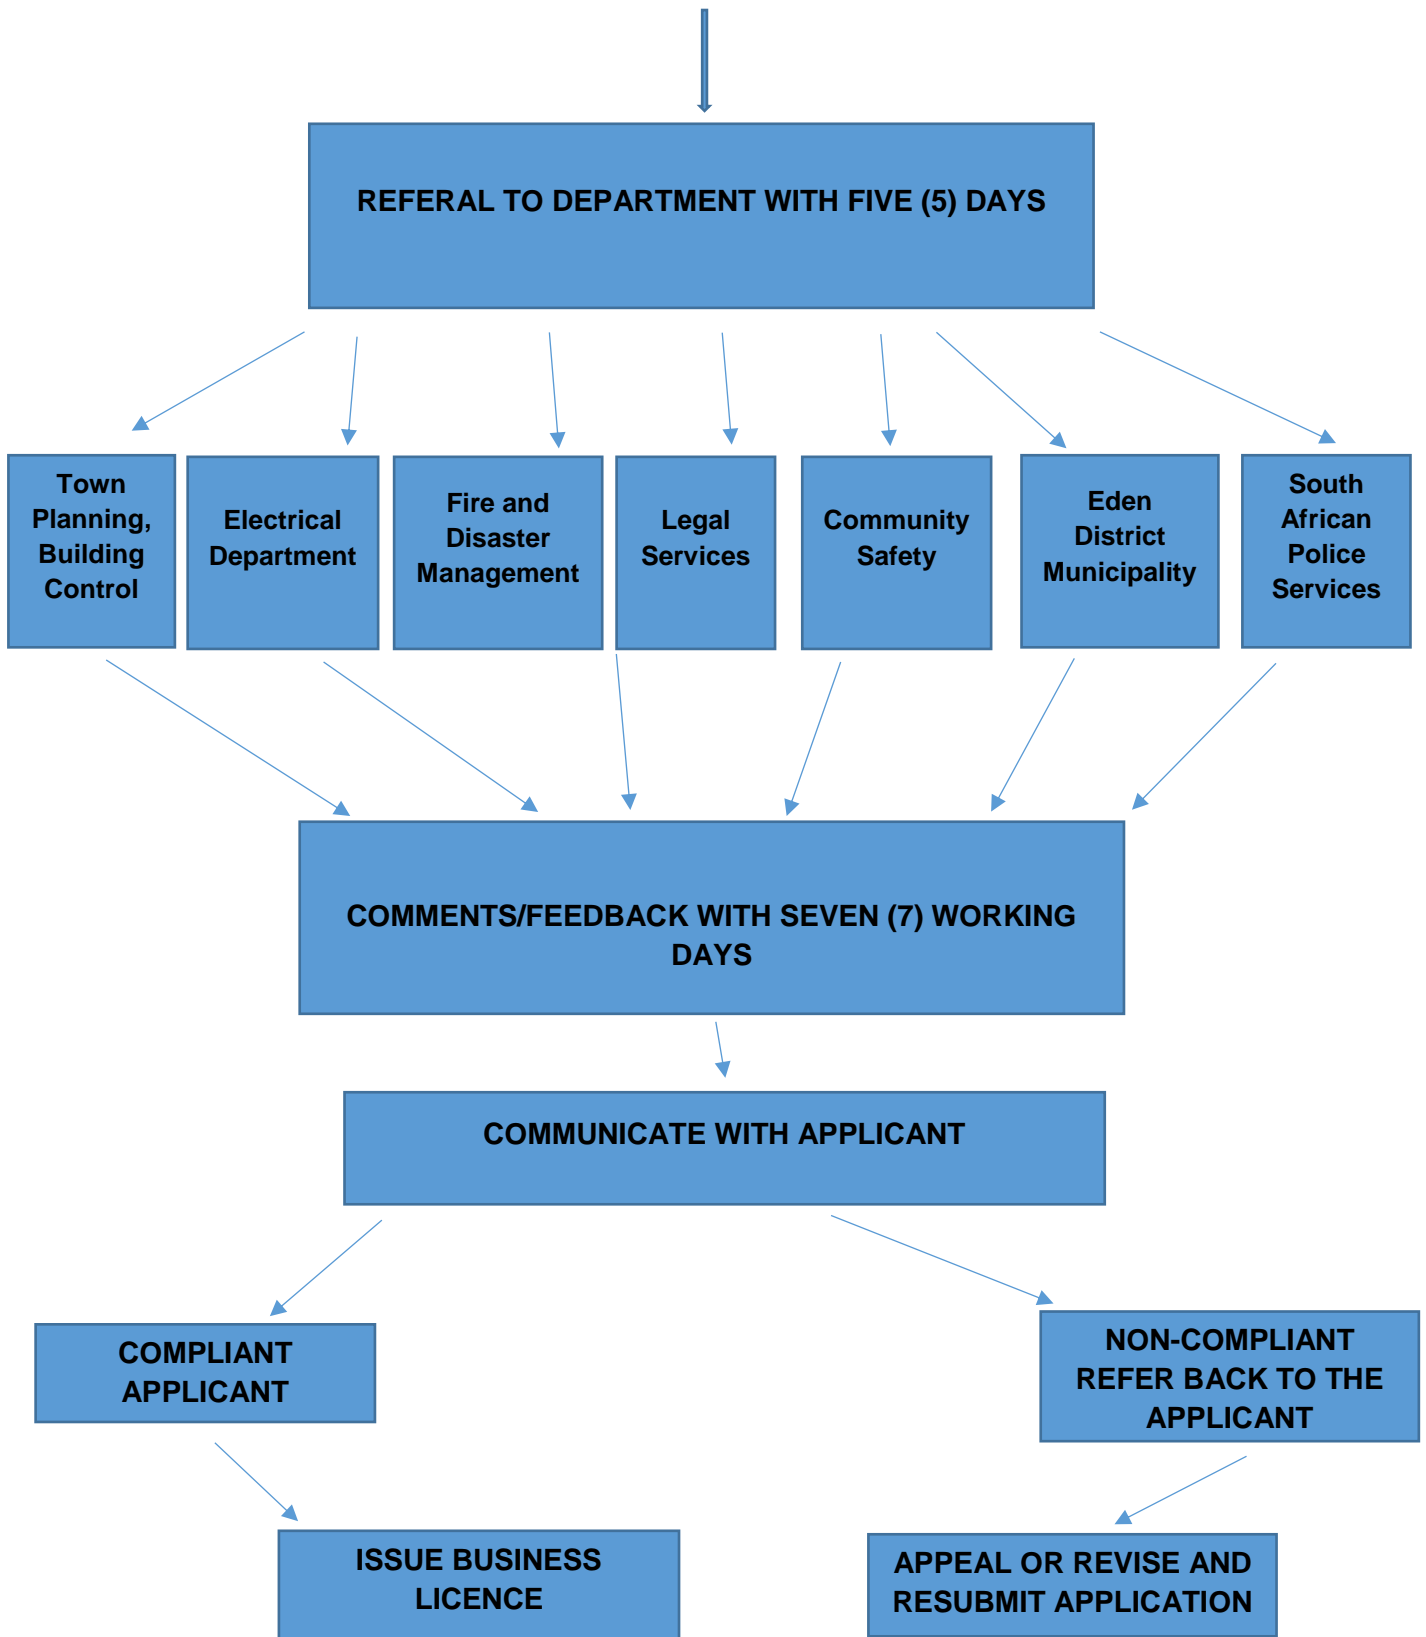 REFERAL TO DEPARTMENT WITH FIVE (5) DAYS
Town
Planning,
Building
Control
Electrical
Department
Fire and
Disaster
Management
Legal
Services
Community
Safety
Eden
District
Municipality
South
African
Police
Services
COMMENTS/FEEDBACK WITH SEVEN (7) WORKING
DAYS
COMMUNICATE WITH APPLICANT
COMPLIANT
APPLICANT
NON-COMPLIANT
REFER BACK TO THE
APPLICANT
ISSUE BUSINESS
LICENCE
APPEAL OR REVISE AND
RESUBMIT APPLICATION